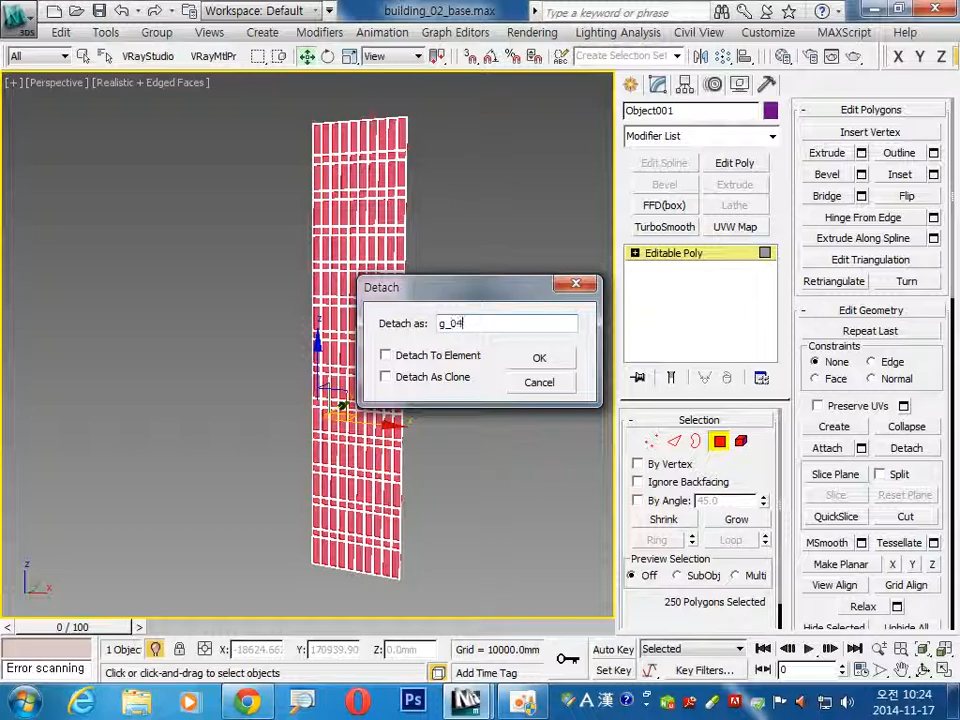 Workspace: Default
building_02_base.max
Type a keyword or phrase
3DS
Edit Tools Group Views Create Modifiers Animation Graph Editors Rendering Lighting Analysis Civil View Customize MAXScript Help
All VRayStudio VRayMtlPr View Create Selection Set X Y Z
[+] [Perspective] [Realistic + Edged Faces]
Object001
Modifier List
Edit Spline Edit Poly
Bevel Extrude
FFD(box) Lathe
TurboSmooth UVW Map
Editable Poly
Selection
By Vertex
Ignore Backfacing
By Angle: 45.0
Shrink Grow
Ring Loop
Preview Selection
Off SubObj Multi
250 Polygons Selected
Edit Polygons
Insert Vertex
Extrude Outline
Bevel Inset
Bridge Flip
Hinge From Edge
Extrude Along Spline
Edit Triangulation
Retriangulate Turn
Edit Geometry
Repeat Last
Constraints
None Edge
Face Normal
Preserve UVs
Create Collapse
Attach Detach
Slice Plane Split
Slice Reset Plane
QuickSlice Cut
MSmooth Tessellate
Make Planar X Y Z
View Align Grid Align
Relax
Hide Selected Unhide All
Detach
Detach as: g_04
Detach To Element OK
Detach As Clone Cancel
z
x
z
x
0 / 100
1 Objec X: -18624.66 Y: 170939.90 Z: 0.0mm Grid = 10000.0mm Auto Key Selected
Error scanning Click or click-and-drag to select objects Add Time Tag Set Key Key Filters... 0
A 漢 오전 10:24
2014-11-17